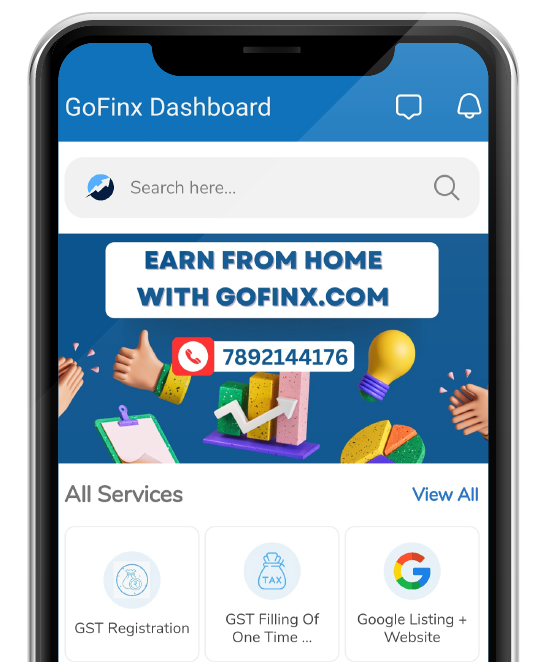 GoFinx Dashboard
Search here...
EARN FROM HOME
WITH GOFINX.COM
7892144176
All Services
View All
GST Registration
GST Filling Of
One Time ...
TAX
Google Listing +
Website